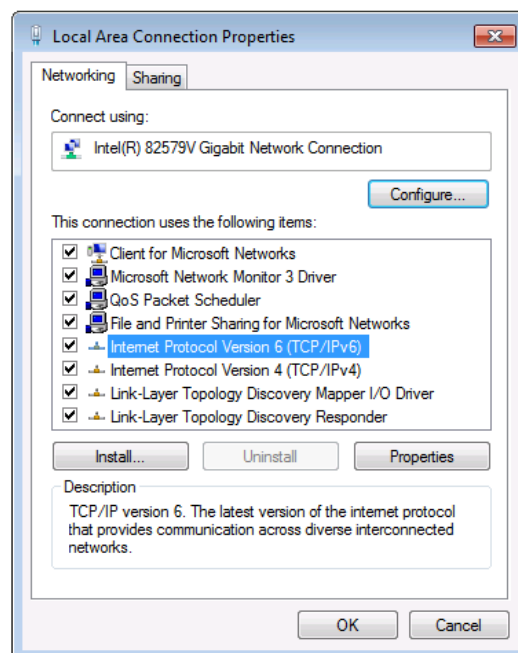 Local Area Connection Properties
Networking Sharing
Connect using:
Intel(R) 82579V Gigabit Network Connection
Configure...
This connection uses the following items:
Client for Microsoft Networks
Microsoft Network Monitor 3 Driver
QoS Packet Scheduler
File and Printer Sharing for Microsoft Networks
Internet Protocol Version 6 (TCP/IPv6)
Internet Protocol Version 4 (TCP/IPv4)
Link-Layer Topology Discovery Mapper I/O Driver
Link-Layer Topology Discovery Responder
Install... Uninstall Properties
Description
TCP/IP version 6. The latest version of the internet protocol
that provides communication across diverse interconnected
networks.
OK Cancel